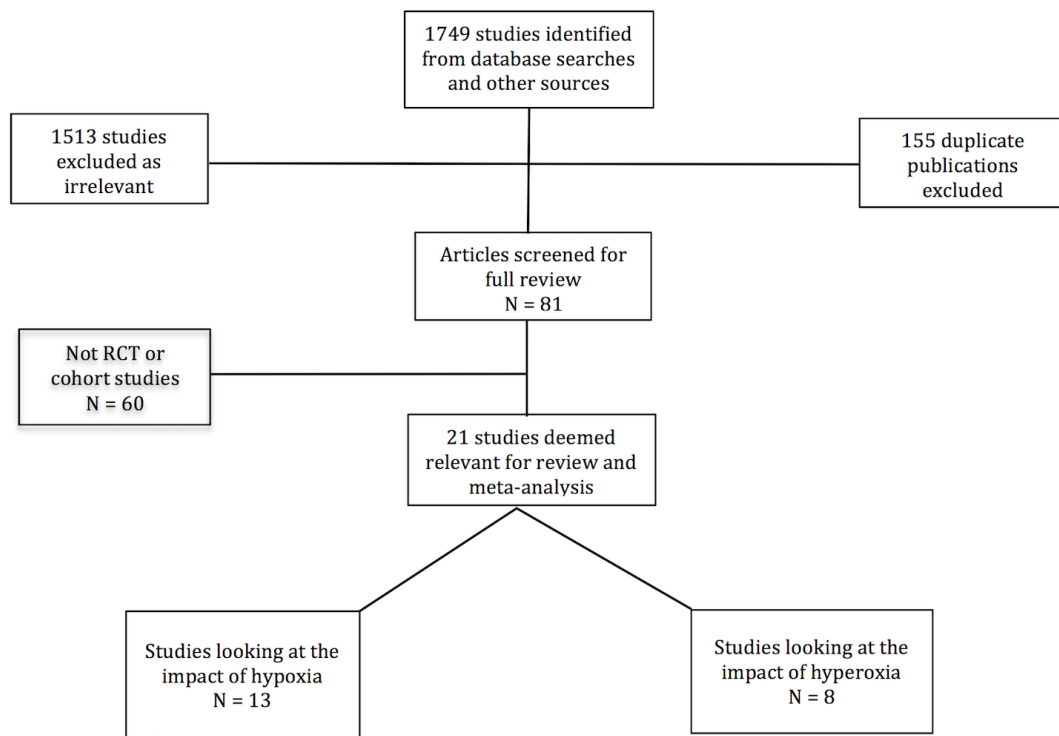 1749 studies identified
from database searches
and other sources
1513 studies
excluded as
irrelevant
155 duplicate
publications
excluded
Articles screened for
full review
N = 81
Not RCT or
cohort studies
N = 60
21 studies deemed
relevant for review and
meta-analysis
Studies looking at the
impact of hypoxia
N = 13
Studies looking at the
impact of hyperoxia
N = 8